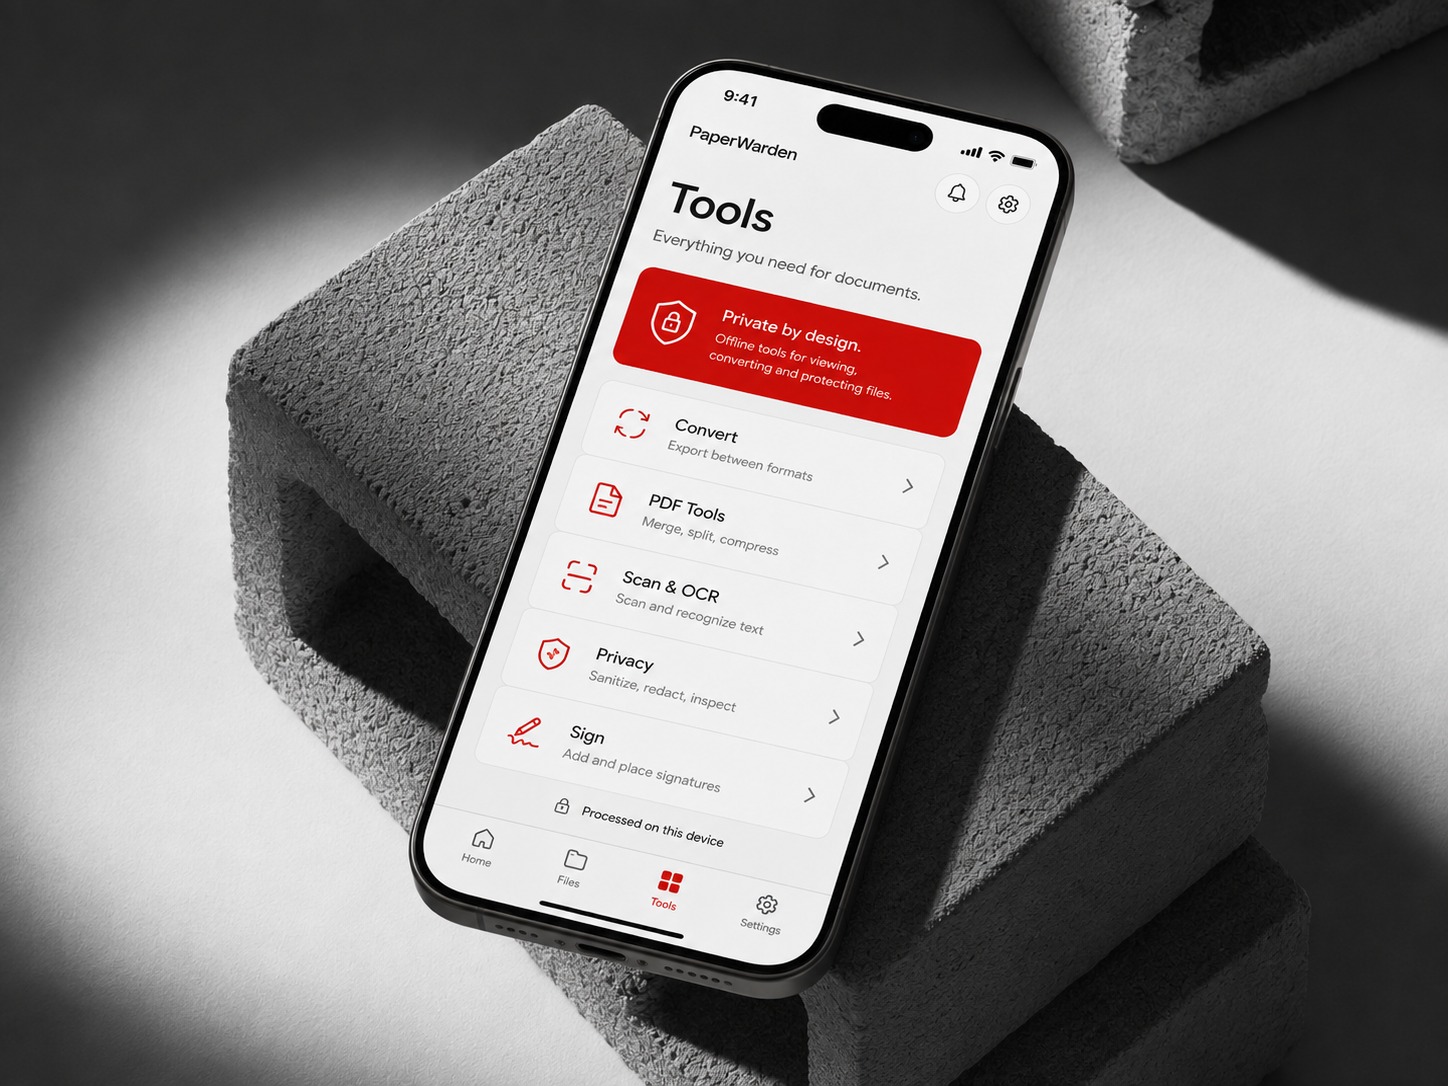 9:41
PaperWarden
Tools
Everything you need for documents.
Private by design.
Offline tools for viewing,
converting and protecting files.
Convert
Export between formats
PDF Tools
Merge, split, compress
Scan & OCR
Scan and recognize text
Privacy
Sanitize, redact, inspect
Sign
Add and place signatures
Processed on this device
Home
Files
Tools
Settings